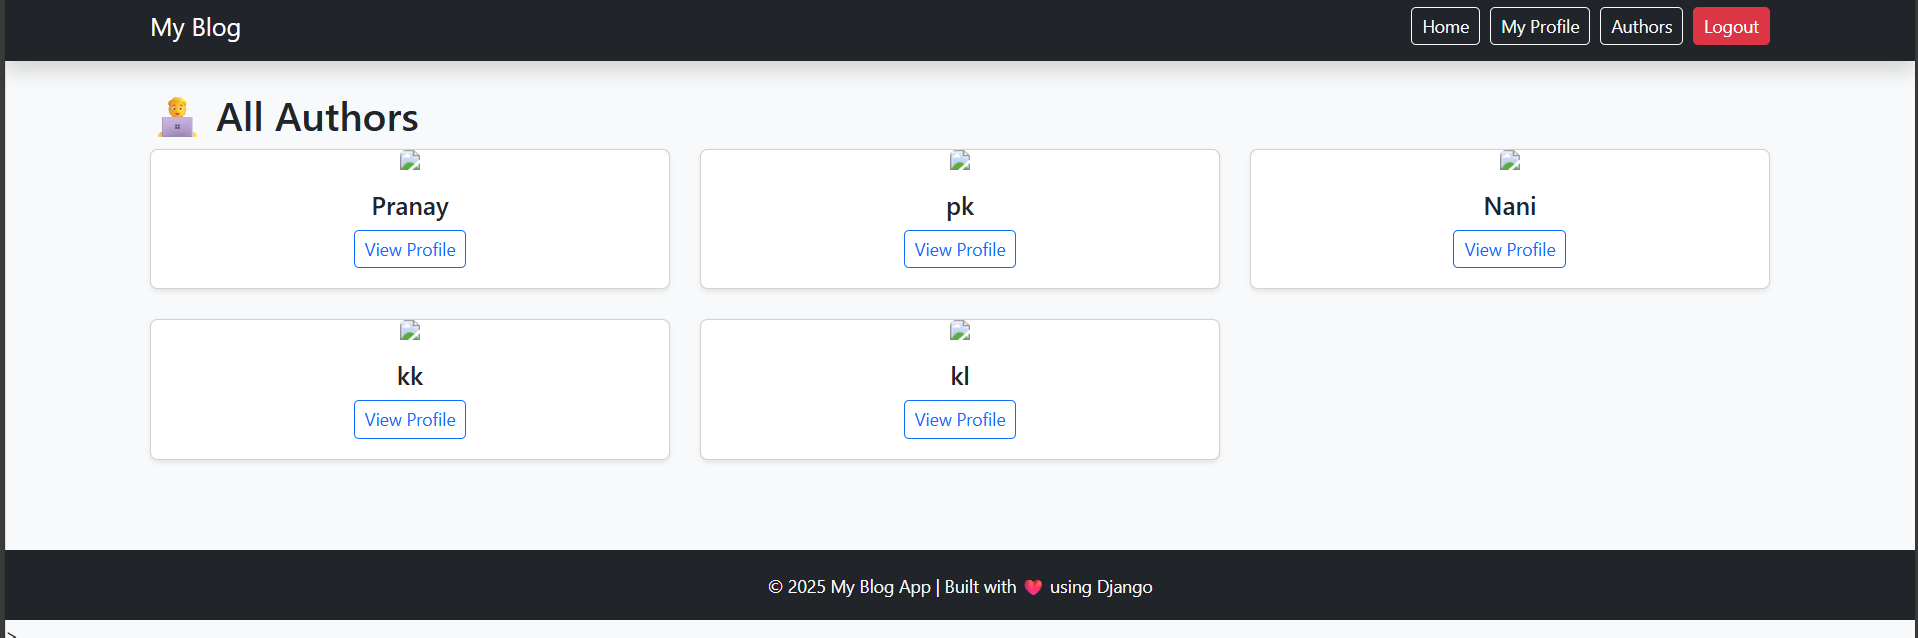 My Blog
Home My Profile Authors Logout
All Authors
Pranay pk Nani
View Profile View Profile View Profile
kk kl
View Profile View Profile
© 2025 My Blog App | Built with ❤️ using Django
>